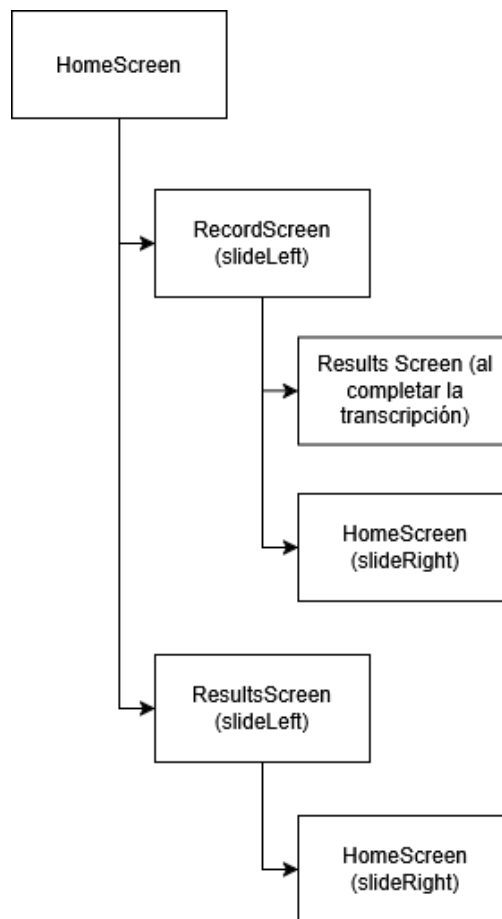 HomeScreen
RecordScreen
(slideLeft)
Results Screen (al
completar la
transcripción)
HomeScreen
(slideRight)
ResultsScreen
(slideLeft)
HomeScreen
(slideRight)